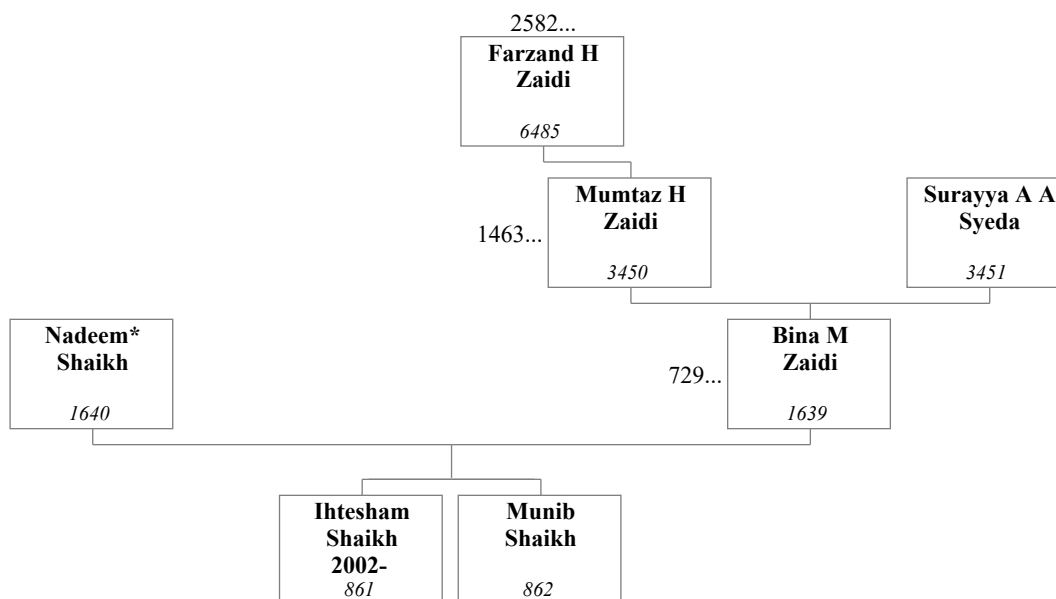 2582...
Farzand H
Zaidi
6485
Mumtaz H
Zaidi
1463...
3450
Surayya A A
Syeda
3451
Nadeem*
Shaikh
1640
Bina M
Zaidi
729...
1639
Ihtesham
Shaikh
2002-
861
Munib
Shaikh
862